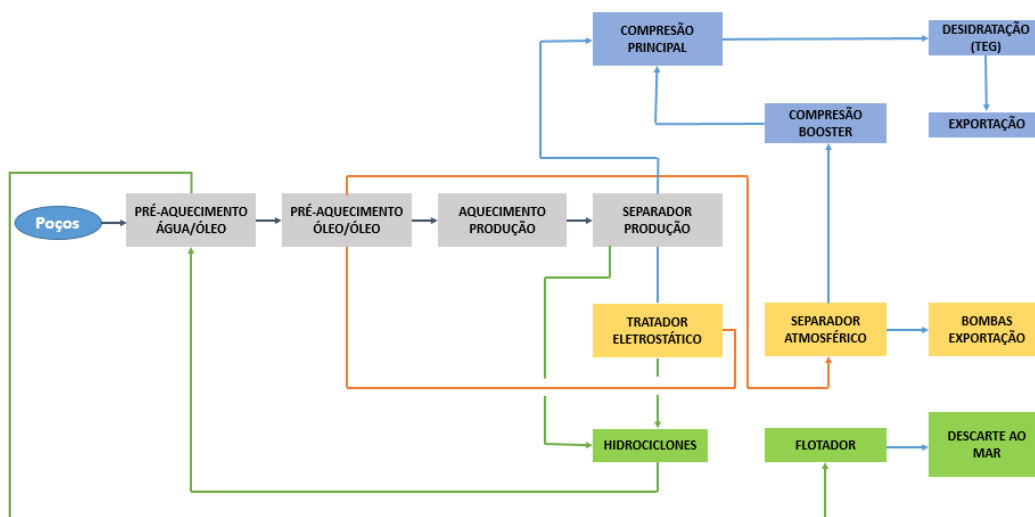 COMPRESSÃO
PRINCIPAL
DESIDRATAÇÃO
(TEG)
COMPRESÃO
BOOSTER
EXPORTAÇÃO
Poços
PRÉ-AQUECIMENTO
ÁGUA/ÓLEO
PRÉ-AQUECIMENTO
ÓLEO/ÓLEO
AQUECIMENTO
PRODUÇÃO
SEPARADOR
PRODUÇÃO
TRATADOR
ELETROSTÁTICO
SEPARADOR
ATMOSFÉRICO
BOMBAS
EXPORTAÇÃO
HIDROCICLONES
FLOTADOR
DESCARTE AO
MAR